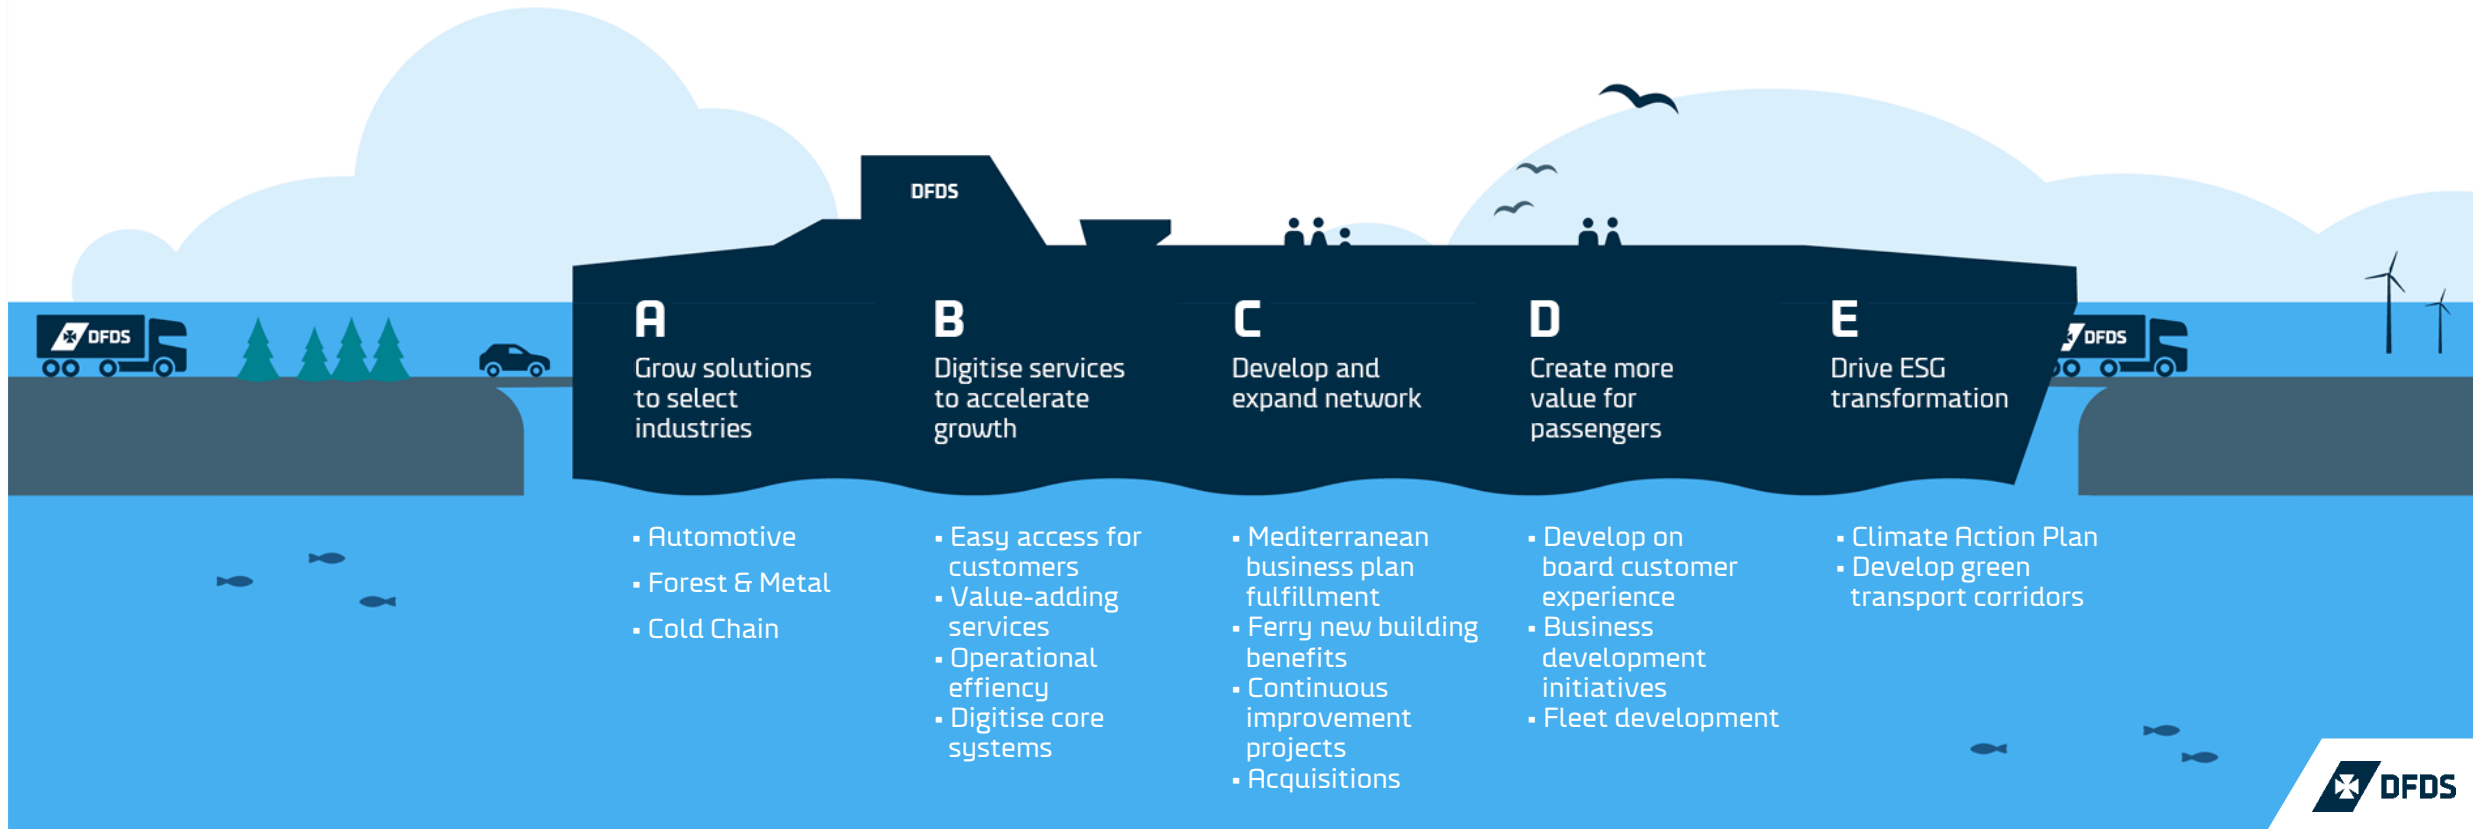 DFDS
DFDS
A
Grow solutions
to select
industries
B
Digitise services
to accelerate
growth
C
Develop and
expand network
D
Create more
value for
passengers
E
Drive ESG
transformation
DFDS
▪ Automotive
▪ Forest & Metal
▪ Cold Chain
▪ Easy access for
customers
▪ Value-adding
services
▪ Operational
effiency
▪ Digitise core
systems
▪ Mediterranean
business plan
fulfillment
▪ Ferry new building
benefits
▪ Continuous
improvement
projects
▪ Acquisitions
▪ Develop on
board customer
experience
▪ Business
development
initiatives
▪ Fleet development
▪ Climate Action Plan
▪ Develop green
transport corridors
DFDS